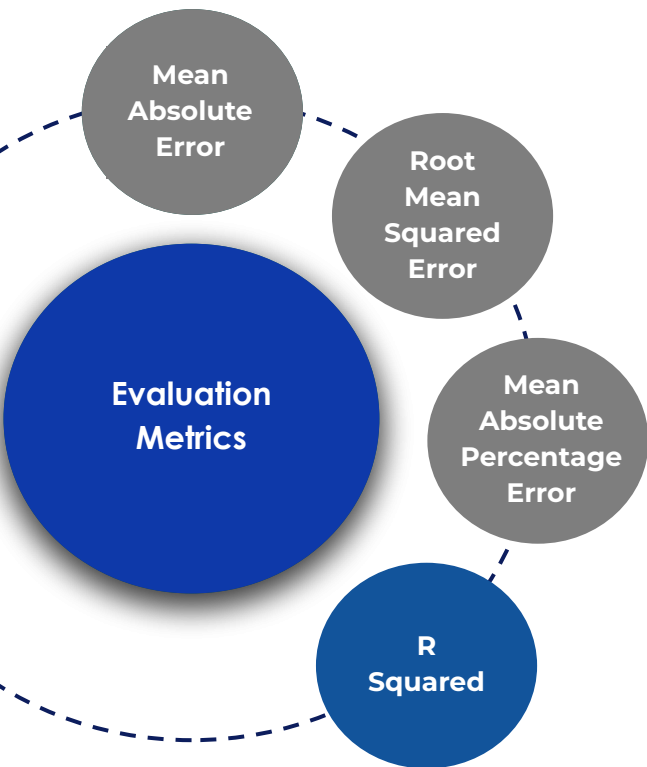 Mean
Absolute
Error
Root
Mean
Squared
Error
Evaluation
Metrics
Mean
Absolute
Percentage
Error
R
Squared